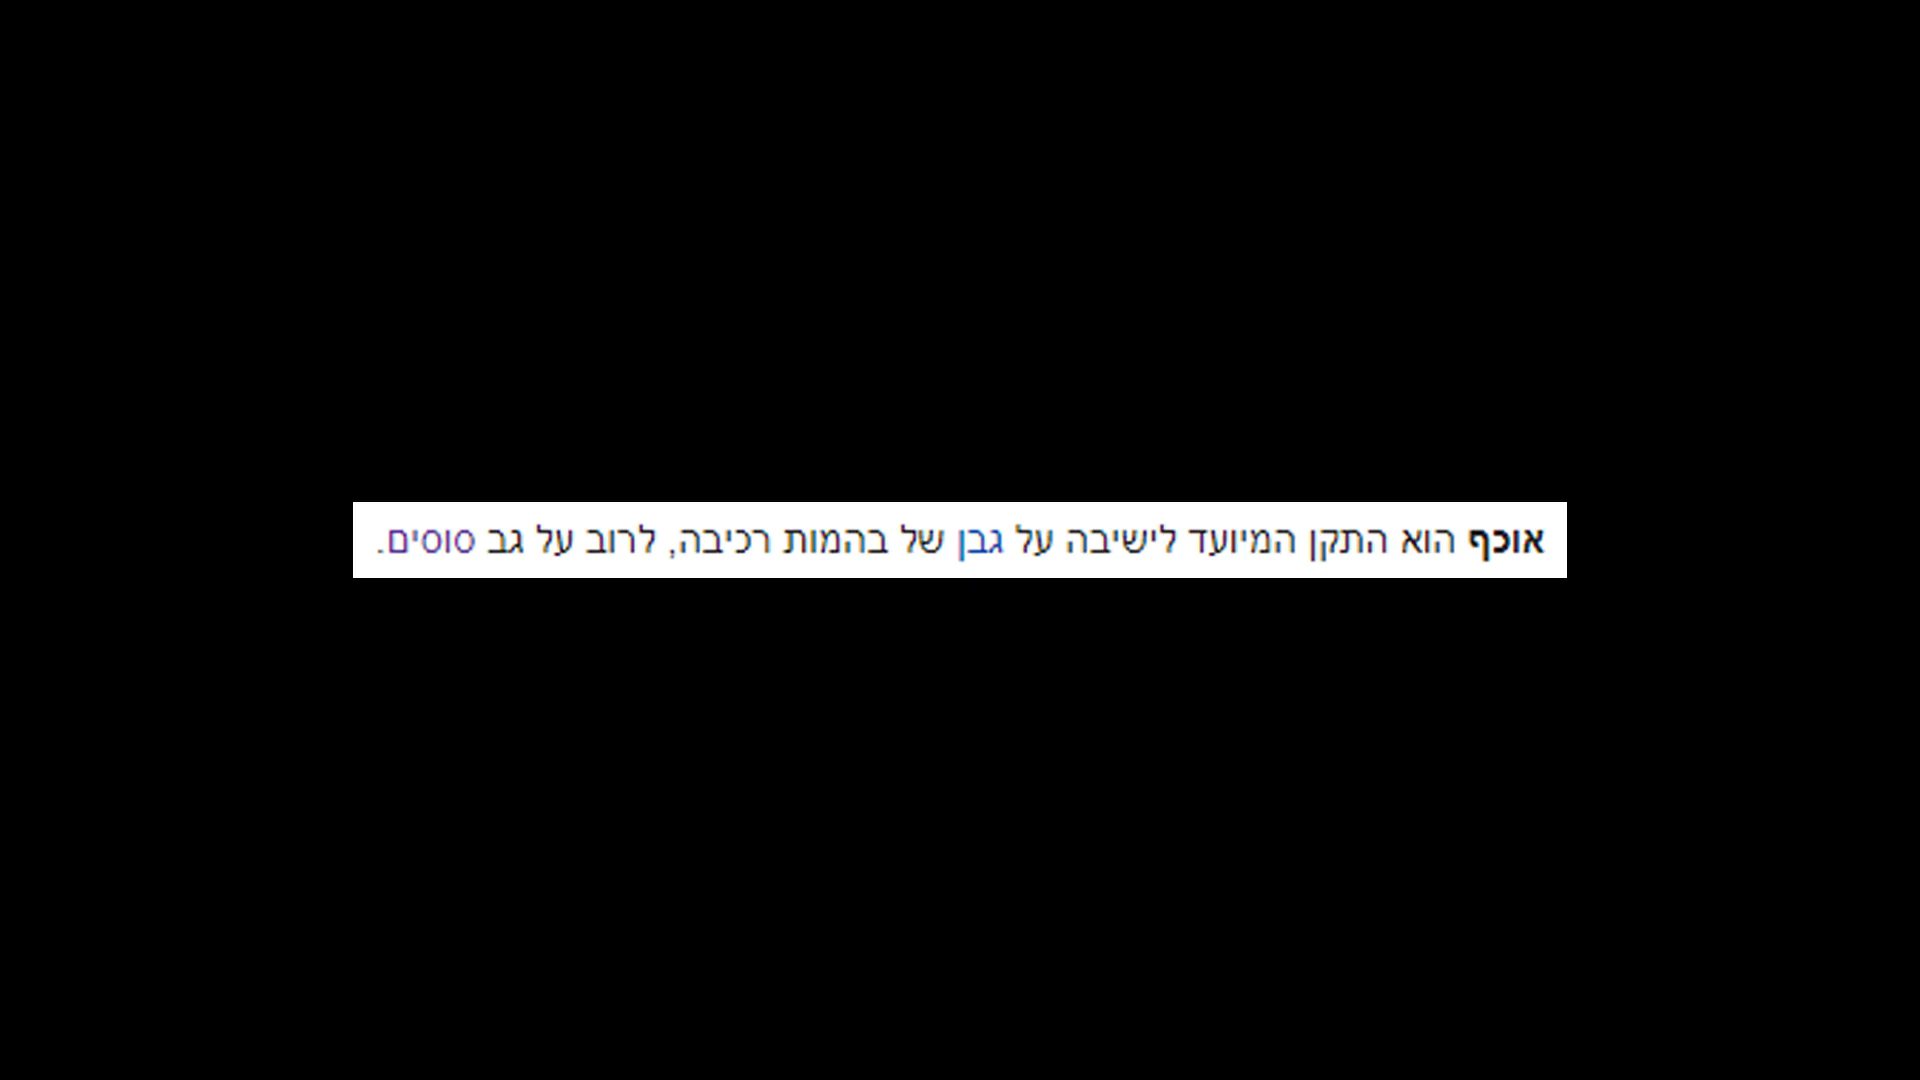 אוכף הוא התקן המיועד לישיבה על גבן של בהמות רכיבה, לרוב על גב סוסים.